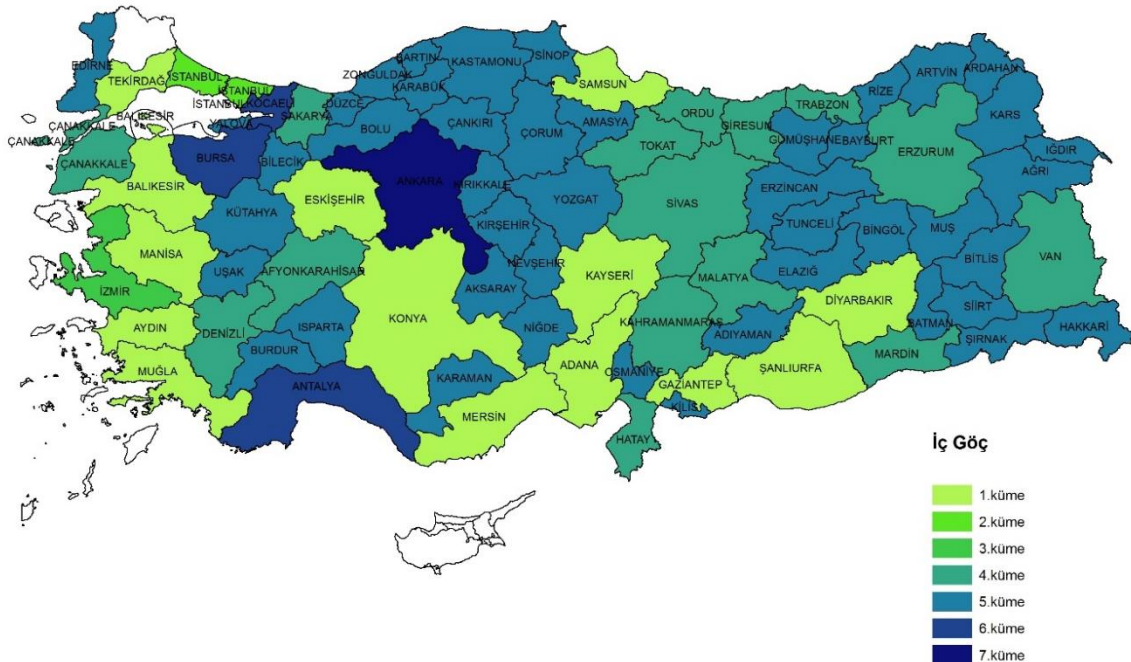 SİNOP
BARTIN
KASTAMONU
EDİRNE
ZONGULDAK
KARABÜK
TEKİRDAĞ
İSTANBUL
İSTANBUL
İSTANBUL
KOCAELİ
SAMSUN
ARTVİN
ARDAHAN
RİZE
TRABZON
ORDU
GİRESUN
BALIKESİR
YALOVA
SAKARYA
DÜZCE
BOLU
ÇANKIRI
ÇORUM
AMASYA
KARS
ÇANAKKALE
ÇANAKKALE
ÇANAKKALE
BURSA
BİLECİK
TOKAT
GÜMÜŞHANE
BAYBURT
ERZURUM
IĞDIR
AĞRI
BALIKESİR
ESKİŞEHİR
ANKARA
KIRIKKALE
YOZGAT
SİVAS
ERZİNCAN
KÜTAHYA
KIRŞEHİR
TUNCELİ
BİNGÖL
MUŞ
MANİSA
UŞAK
AFYONKARAHİSAR
NEVŞEHİR
KAYSERİ
MALATYA
ELAZIĞ
BİTLİS
VAN
İZMİR
AKSARAY
DİYARBAKIR
SİİRT
AYDIN
DENİZLİ
ISPARTA
KONYA
NİĞDE
KAHRAMANMARAŞ
ADIYAMAN
BATMAN
ŞIRNAK
HAKKARİ
MUĞLA
BURDUR
ANTALYA
KARAMAN
ADANA
OSMANİYE
GAZİANTEP
ŞANLIURFA
MARDİN
KİLİS
MERSİN
HATAY
İç Göç
1.küme
2.küme
3.küme
4.küme
5.küme
6.küme
7.küme